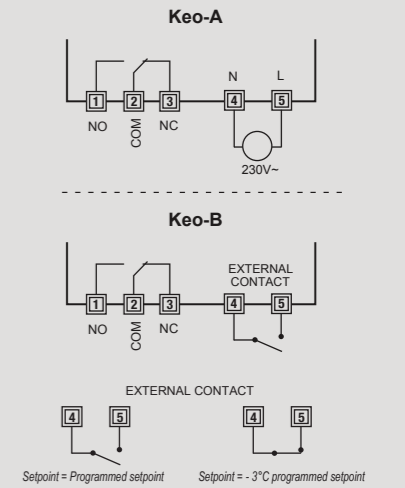 Keo-A
N L
1 2 3 4 5
NO COM NC
230V~
Keo-B
EXTERNAL
CONTACT
1 2 3 4 5
NO COM NC
EXTERNAL CONTACT
4 5 4 5
Setpoint = Programmed setpoint Setpoint = - 3°C programmed setpoint